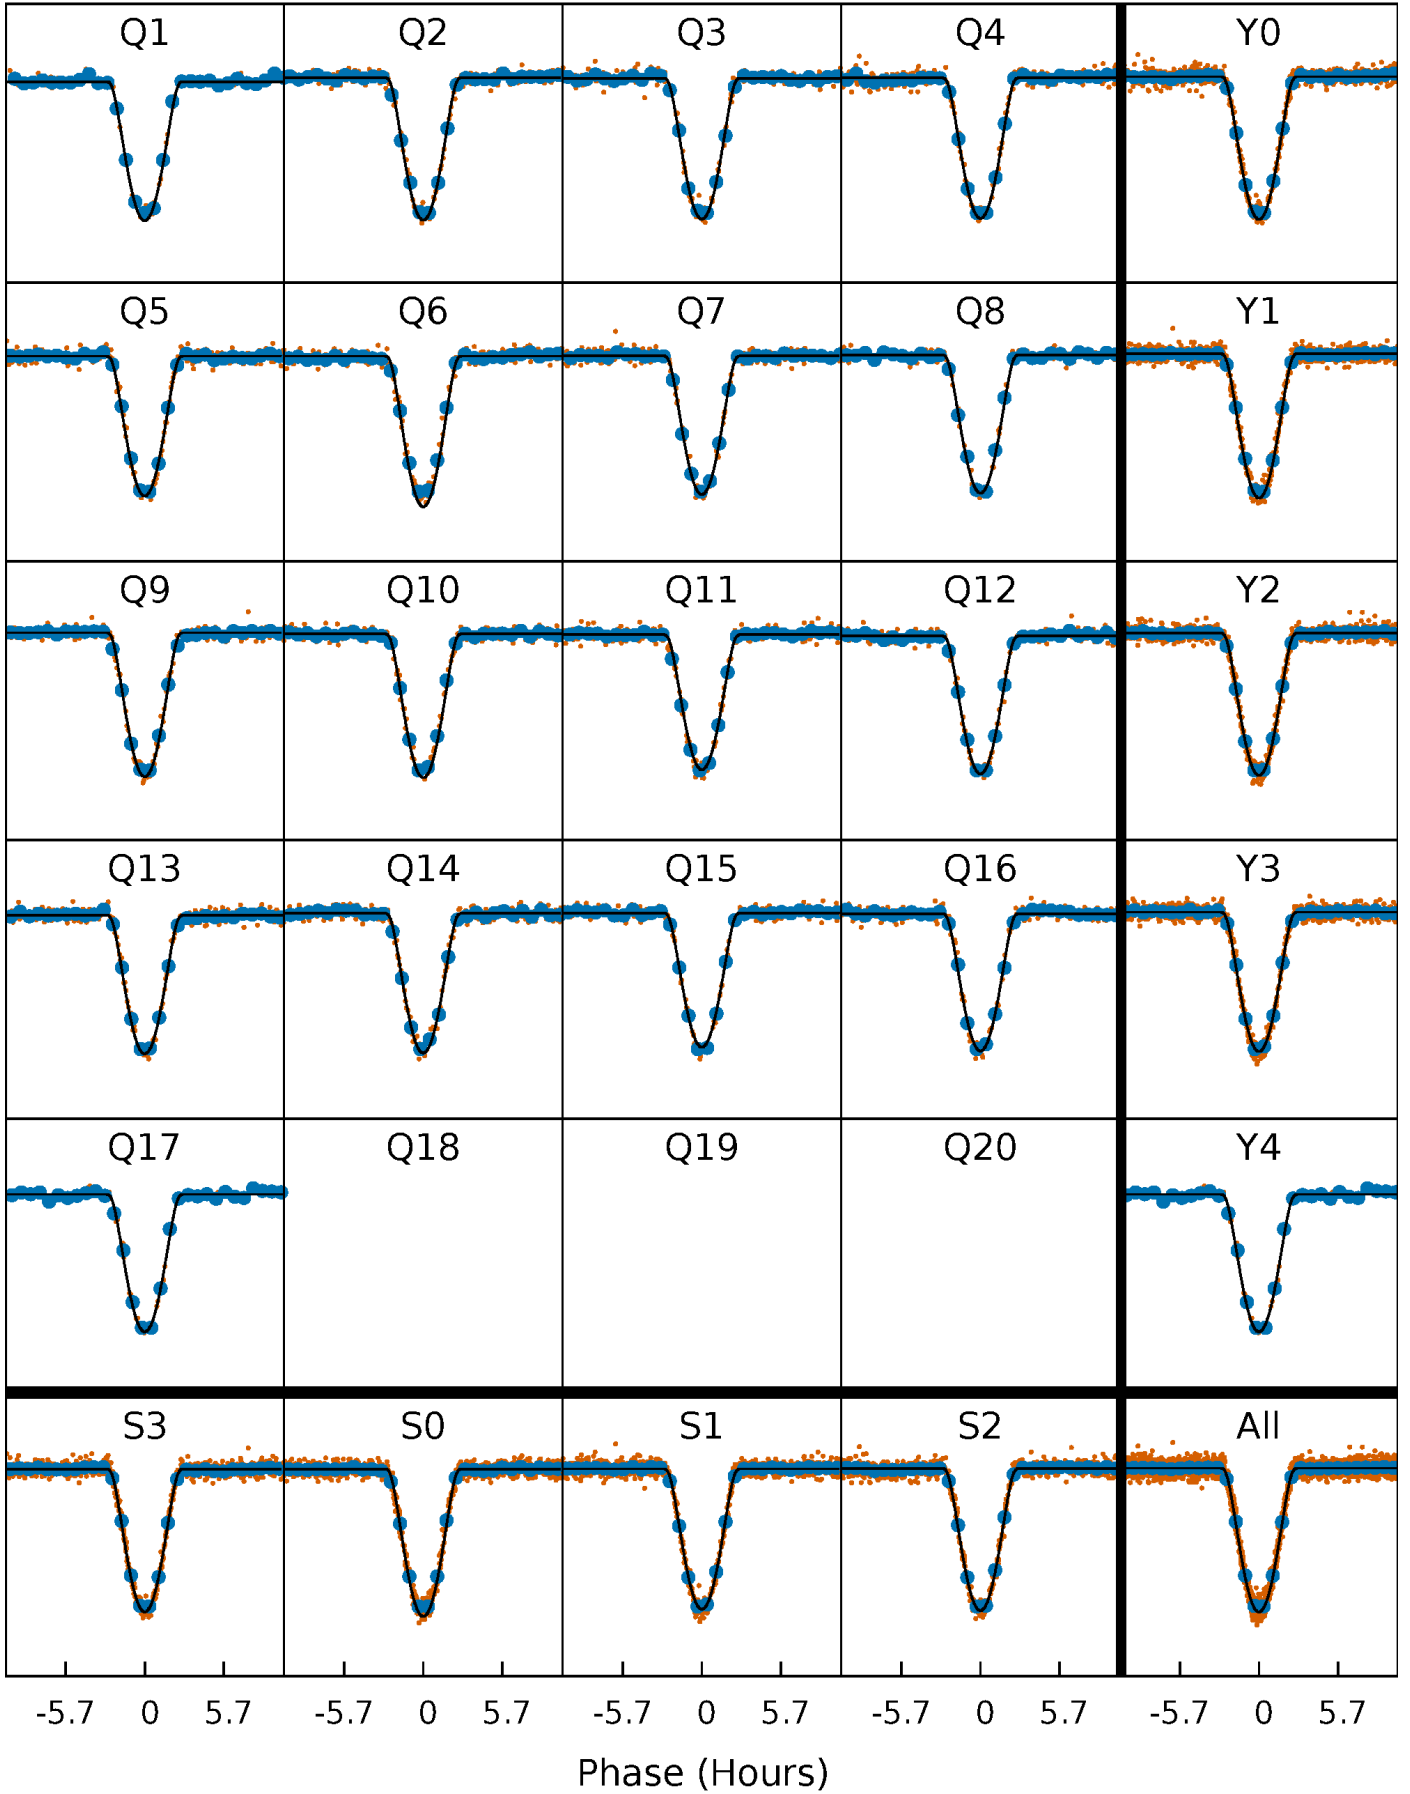 Q1 Q2 Q3 Q4 Y0
Q5 Q6 Q7 Q8 Y1
Q9 Q10 Q11 Q12 Y2
Q13 Q14 Q15 Q16 Y3
Q17 Q18 Q19 Q20 Y4
S3 S0 S1 S2 All
-5.7 0 5.7 -5.7 0 5.7 -5.7 0 5.7 -5.7 0 5.7 -5.7 0 5.7
Phase (Hours)